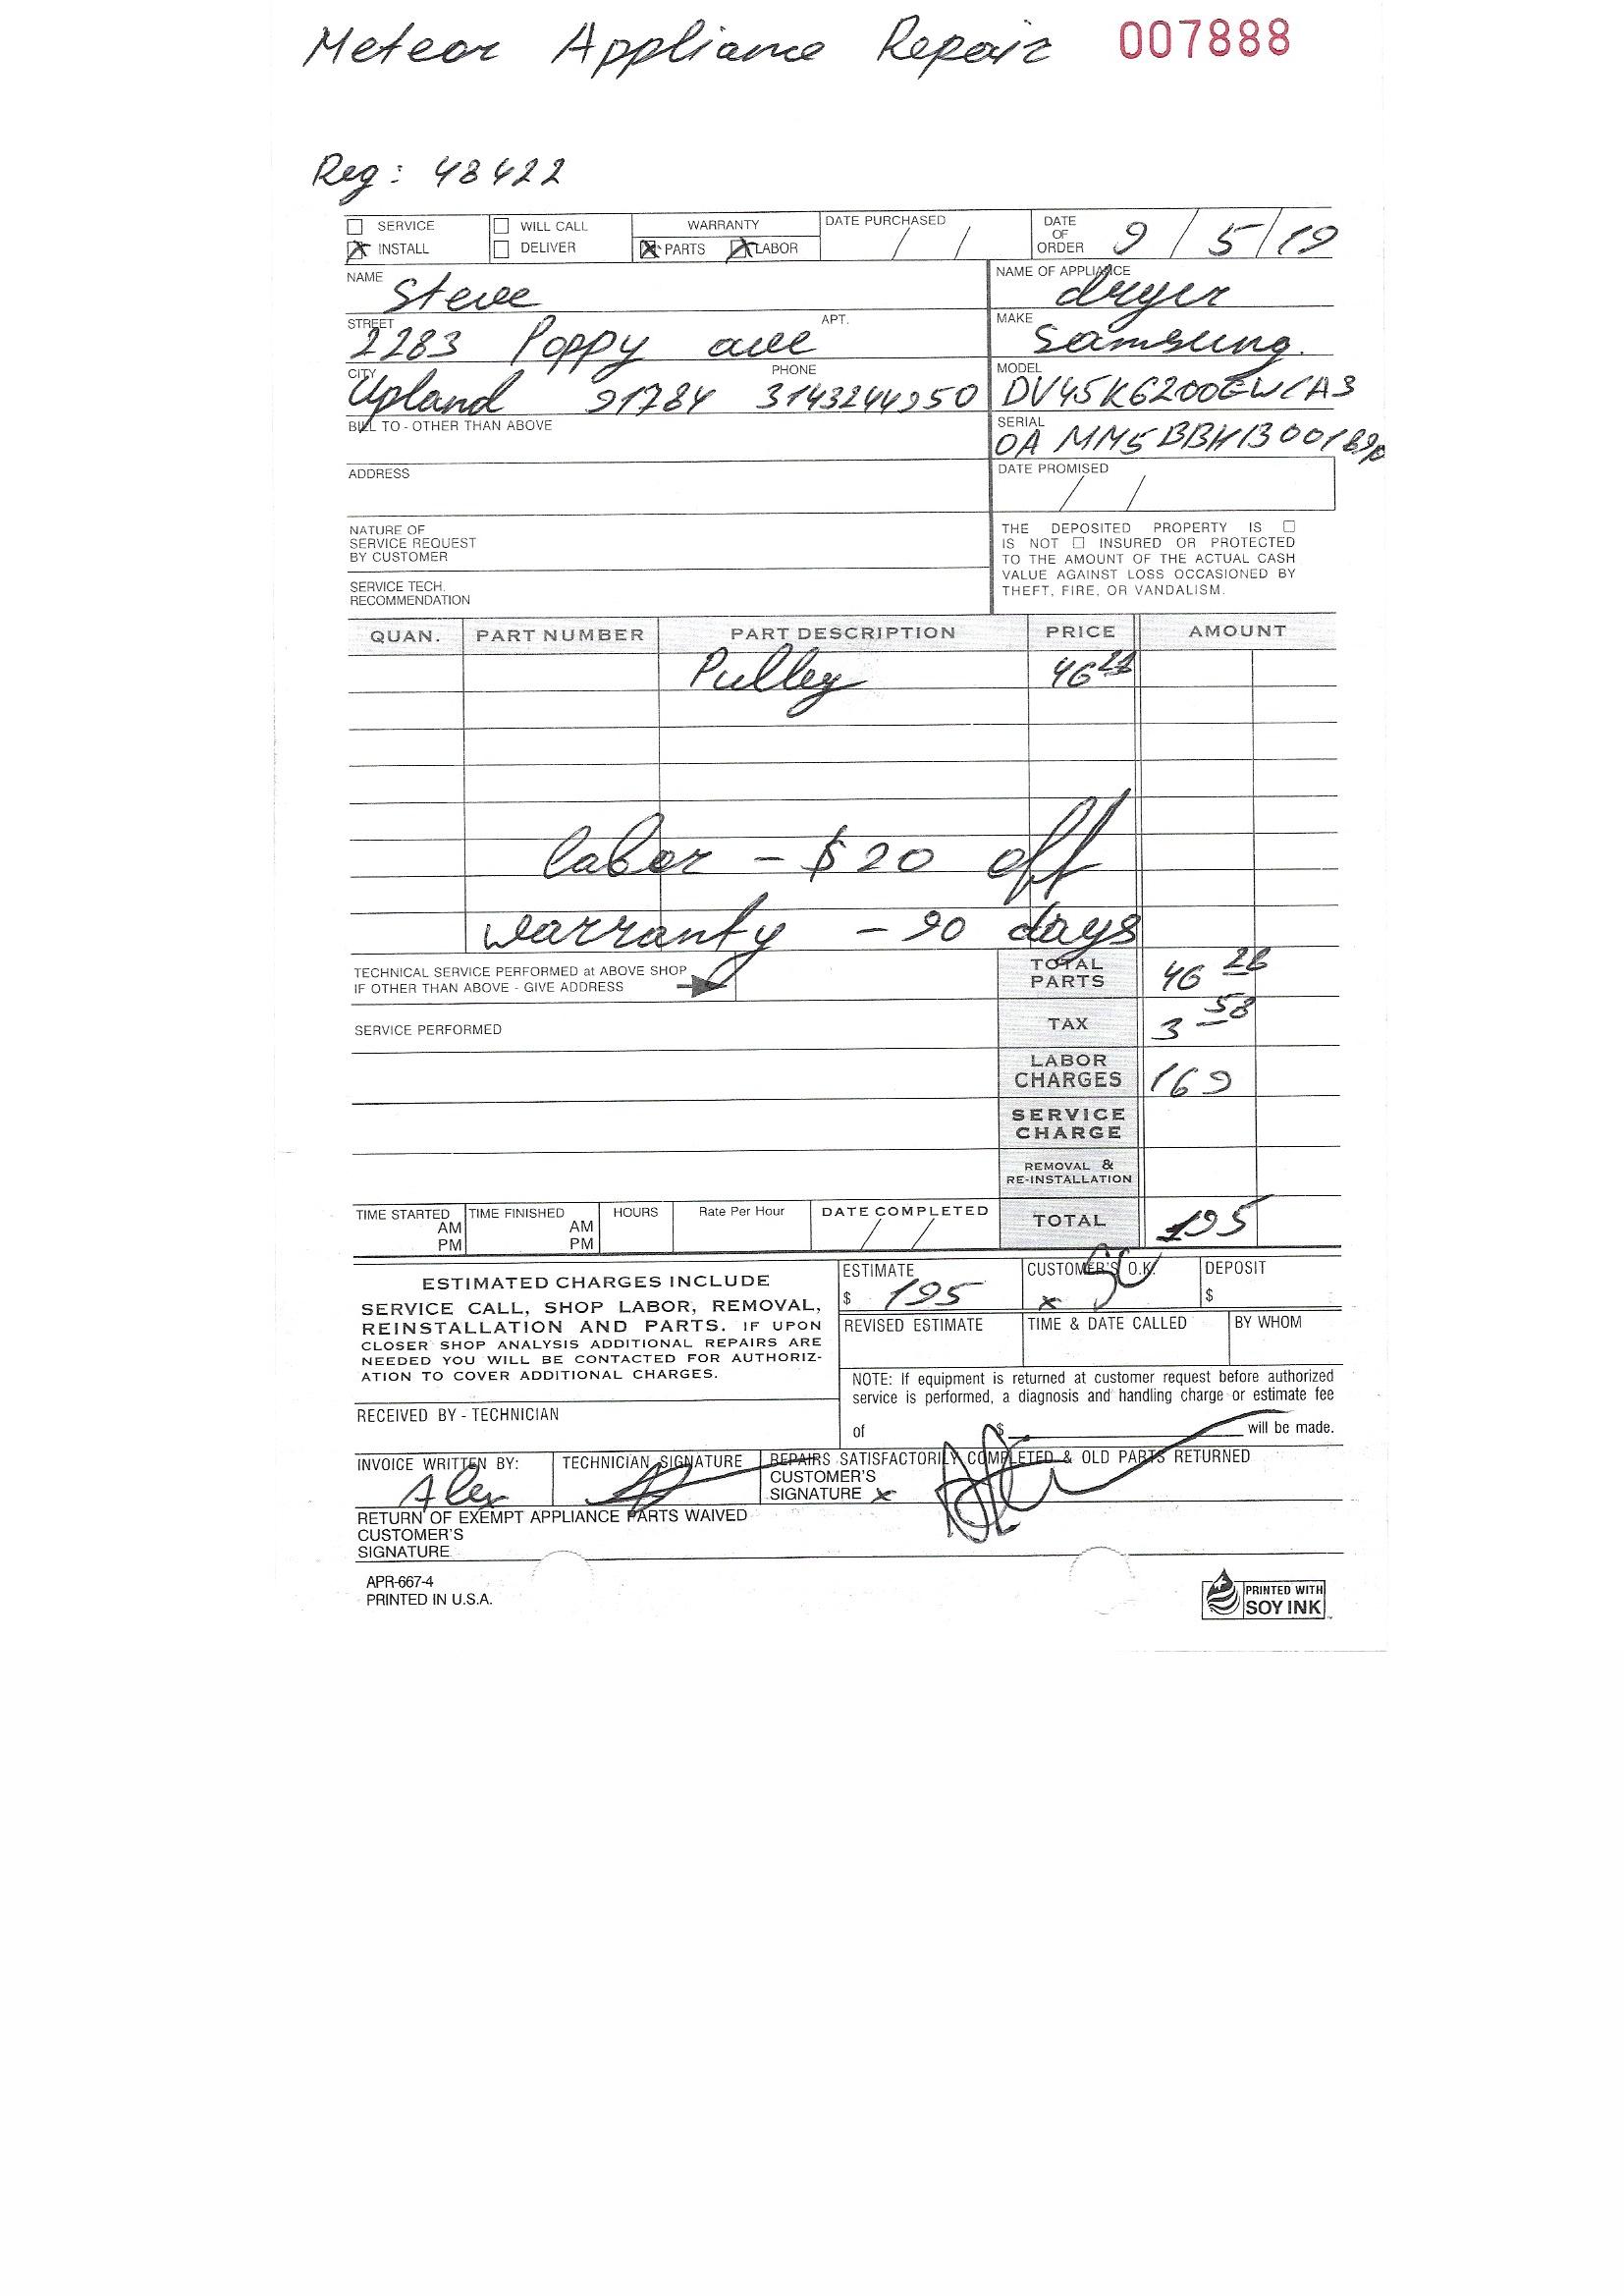 Meteor Appliance Repair 007888
Reg: 48422
SERVICE WILL CALL WARRANTY DATE PURCHASED / / DATE OF ORDER 9/5/19
INSTALL DELIVER PARTS LABOR
NAME Steve NAME OF APPLIANCE dryer
STREET 2283 Poppy ave APT. MAKE Samsung.
CITY Upland 91784 PHONE 3143244950 MODEL DV45K6200EW/A3
BILL TO - OTHER THAN ABOVE SERIAL
ADDRESS DATE PROMISED / /
NATURE OF
SERVICE REQUEST
BY CUSTOMER
SERVICE TECH.
RECOMMENDATION
THE DEPOSITED PROPERTY IS
IS NOT INSURED OR PROTECTED
TO THE AMOUNT OF THE ACTUAL CASH
VALUE AGAINST LOSS OCCASIONED BY
THEFT, FIRE, OR VANDALISM.
QUAN. PART NUMBER PART DESCRIPTION PRICE AMOUNT
Pulley
labor - $20 off
warranty - 90 days
TECHNICAL SERVICE PERFORMED at ABOVE SHOP
IF OTHER THAN ABOVE - GIVE ADDRESS
TOTAL PARTS 46 26
SERVICE PERFORMED TAX 3 58
LABOR CHARGES 169
SERVICE CHARGE
REMOVAL & RE-INSTALLATION
TIME STARTED AM PM TIME FINISHED AM PM HOURS Rate Per Hour DATE COMPLETED / / TOTAL 195
ESTIMATED CHARGES INCLUDE
SERVICE CALL, SHOP LABOR, REMOVAL,
REINSTALLATION AND PARTS. IF UPON
CLOSER SHOP ANALYSIS ADDITIONAL REPAIRS ARE
NEEDED YOU WILL BE CONTACTED FOR AUTHORIZ-
ATION TO COVER ADDITIONAL CHARGES.
ESTIMATE $ 195 CUSTOMER'S O.K. x SC DEPOSIT $
REVISED ESTIMATE TIME & DATE CALLED BY WHOM
NOTE: If equipment is returned at customer request before authorized
service is performed, a diagnosis and handling charge or estimate fee
of $ will be made.
RECEIVED BY - TECHNICIAN
INVOICE WRITTEN BY: Alex TECHNICIAN SIGNATURE REPAIRS SATISFACTORILY COMPLETED & OLD PARTS RETURNED
CUSTOMER'S
SIGNATURE x
RETURN OF EXEMPT APPLIANCE PARTS WAIVED
CUSTOMER'S
SIGNATURE
APR-667-4
PRINTED IN U.S.A.
PRINTED WITH
SOY INK